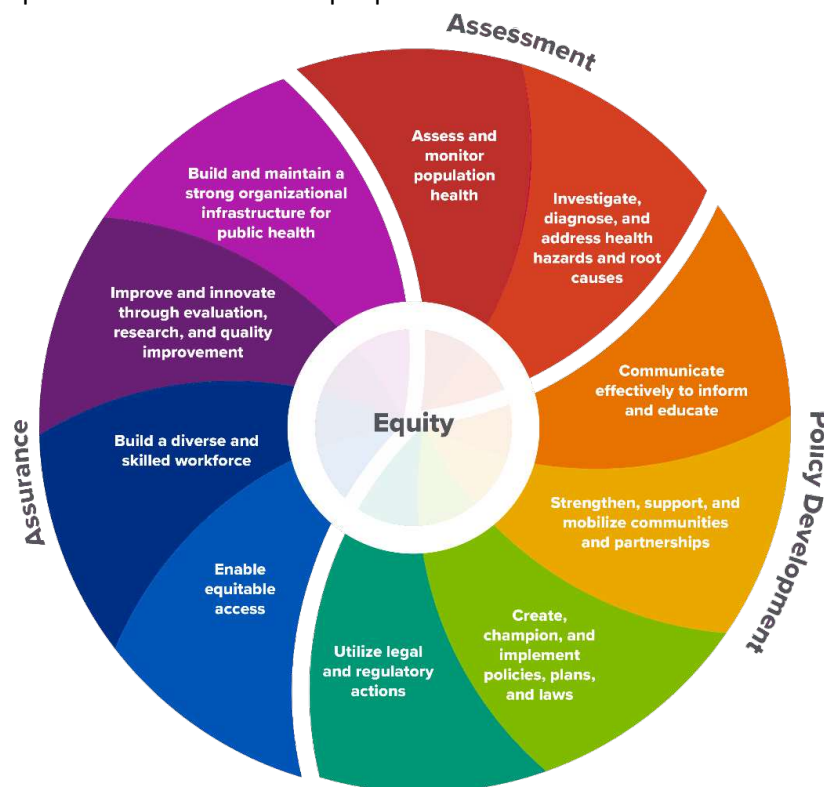 Assessment
Assess and
monitor
population
health
Investigate,
diagnose, and
address health
hazards and root
causes
Communicate
effectively to inform
and educate
Strengthen, support, and
mobilize communities
and partnerships
Policy Development
Create,
champion, and
implement
policies, plans,
and laws
Utilize legal
and regulatory
actions
Enable
equitable
access
Build a diverse and
skilled workforce
Assurance
Improve and innovate
through evaluation,
research, and quality
improvement
Build and maintain a
strong organizational
infrastructure for
public health
Equity